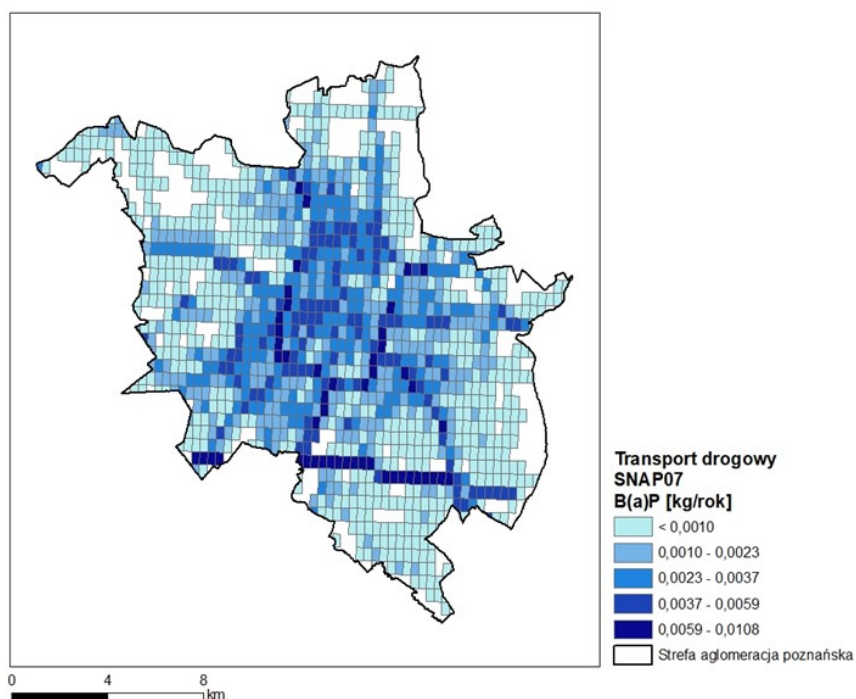 Transport drogowy
SNAP07
B(a)P [kg/rok]
< 0,0010
0,0010 - 0,0023
0,0023 - 0,0037
0,0037 - 0,0059
0,0059 - 0,0108
Strefa aglomeracja poznańska
0 4 8
km